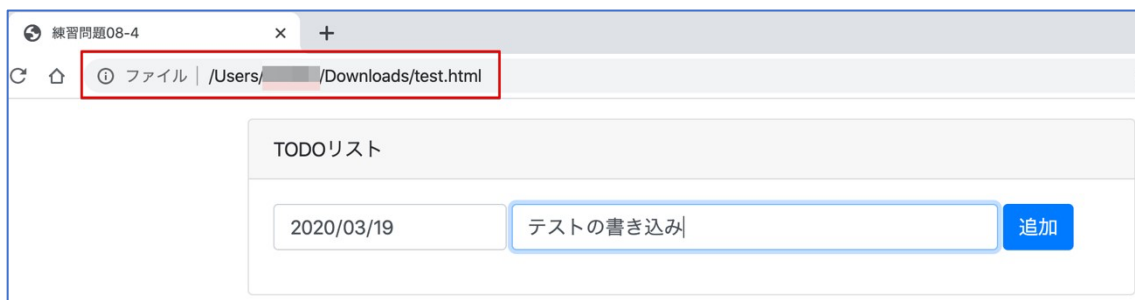 練習問題08-4
ファイル | /Users/ /Downloads/test.html
TODOリスト
2020/03/19 テストの書き込み 追加